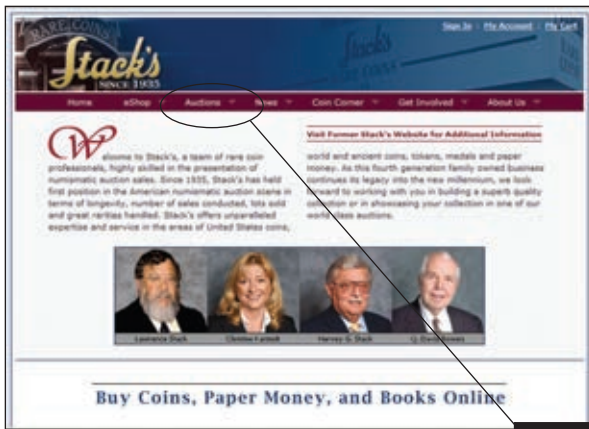 RARE COINS
Stack's
SINCE 1935
Sign In My Account My Cart
Home eShop Auctions News Coin Corner Get Involved About Us
Welcome to Stack's, a team of rare coin
professionals, highly skilled in the presentation of
numismatic auction sales. Since 1935, Stack's has held
first position in the American numismatic auction scene in
terms of longevity, number of sales conducted, lots sold
and great rarities handled. Stack's offers unparalleled
expertise and service in the areas of United States coins,
Visit Former Stack's Website for Additional Information
world and ancient coins, tokens, medals and paper
money. As this fourth generation family owned business
continues its legacy into the new millennium, we look
forward to working with you in building a superb quality
collection or in showcasing your collection in one of our
world class auctions.
Lawrence Stack Christine Karstedt Harvey G. Stack Q. David Bowers
Buy Coins, Paper Money, and Books Online